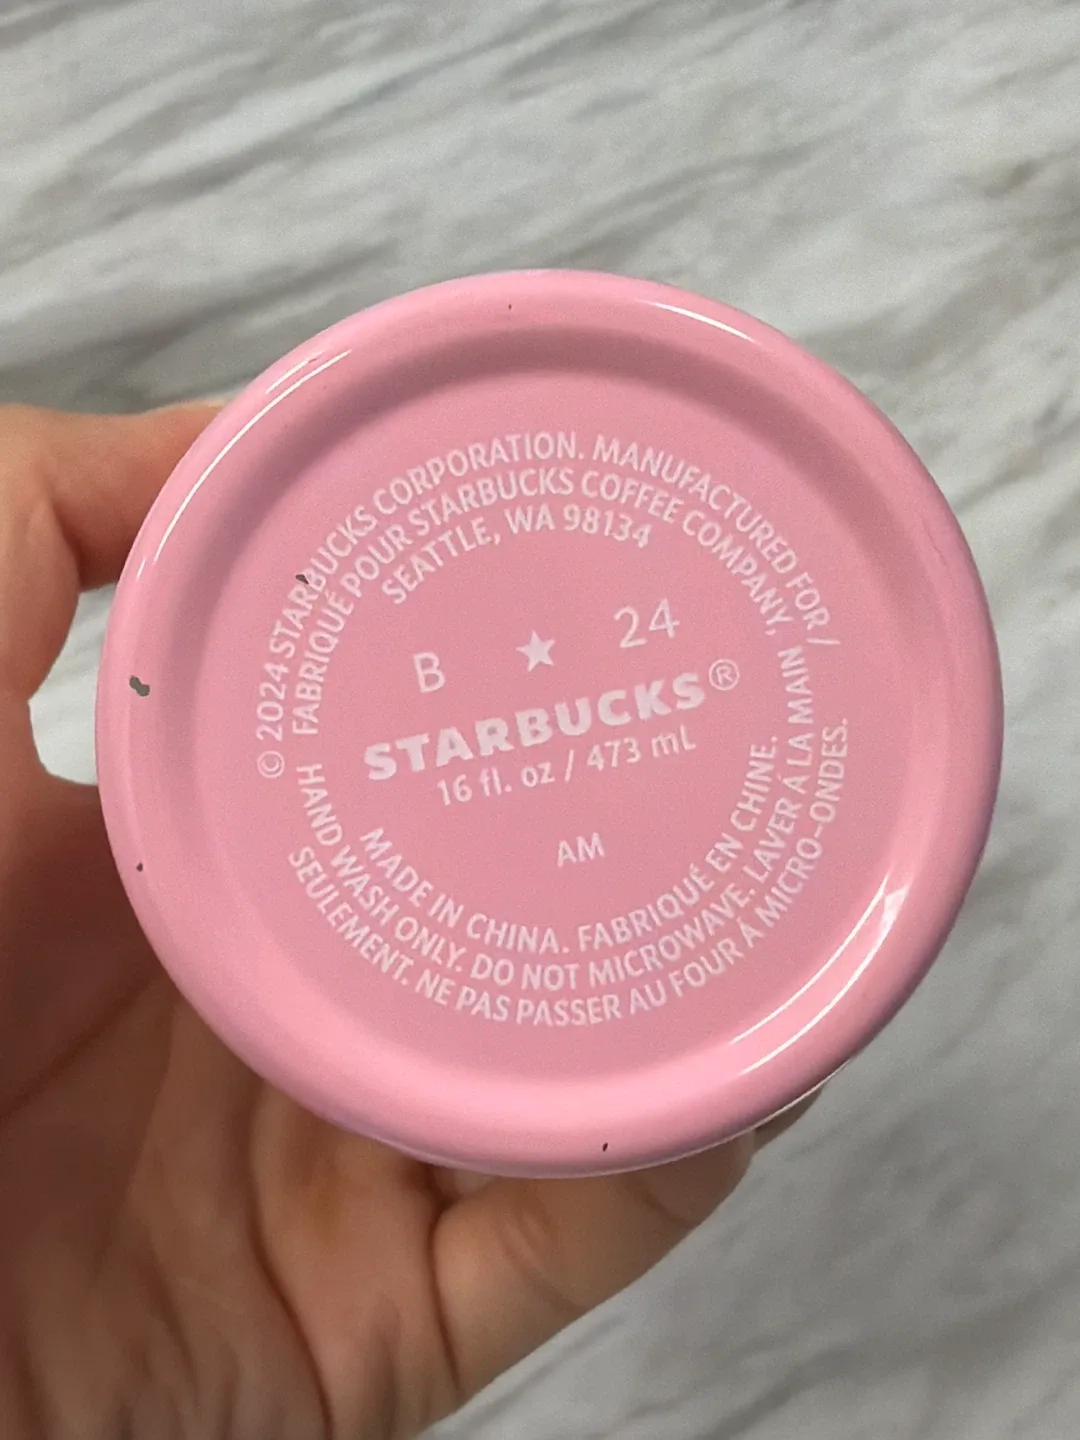 © 2024 STARBUCKS CORPORATION. MANUFACTURED FOR /
FABRIQUÉ POUR STARBUCKS COFFEE COMPANY,
SEATTLE, WA 98134
B ★ 24
STARBUCKS®
16 fl. oz / 473 mL
AM
MADE IN CHINA. FABRIQUÉ EN CHINE.
HAND WASH ONLY. DO NOT MICROWAVE. LAVER Á LA MAIN
SEULEMENT. NE PAS PASSER AU FOUR Á MICRO-ONDES.